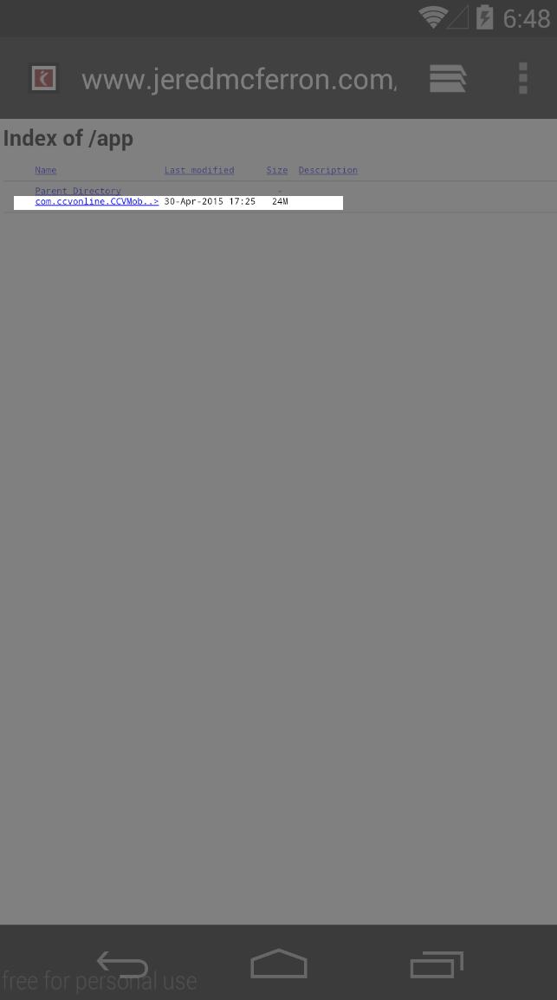 6:48
www.jeredmcferron.com/
Index of /app
Name Last modified Size Description
Parent Directory -
com.ccvonline.CCVMob..> 30-Apr-2015 17:25 24M
free for personal use